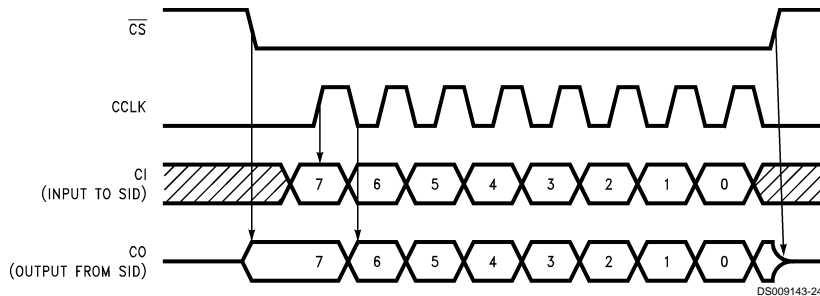 CS
CCLK
CI
(INPUT TO SID)
7 6 5 4 3 2 1 0
CO
(OUTPUT FROM SID)
7 6 5 4 3 2 1 0
DS009143-24